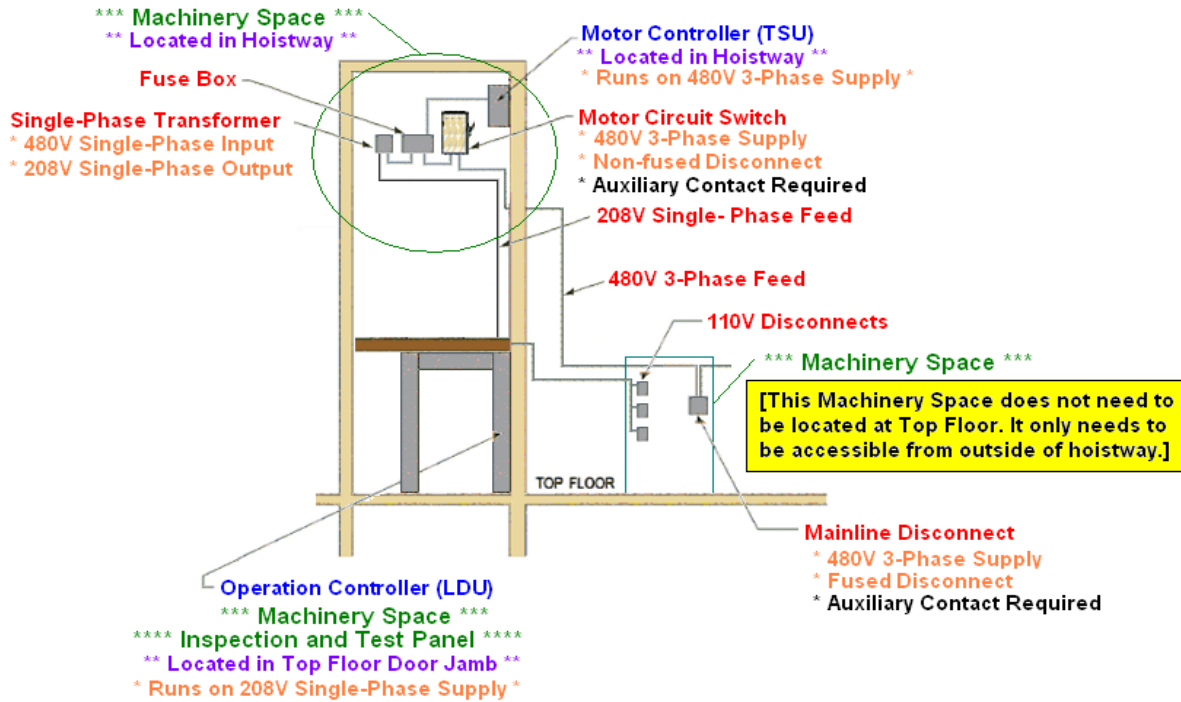 *** Machinery Space ***
** Located in Hoistway **
Fuse Box
Single-Phase Transformer
* 480V Single-Phase Input
* 208V Single-Phase Output
Motor Controller (TSU)
** Located in Hoistway **
* Runs on 480V 3-Phase Supply *
Motor Circuit Switch
* 480V 3-Phase Supply
* Non-fused Disconnect
* Auxiliary Contact Required
208V Single- Phase Feed
480V 3-Phase Feed
110V Disconnects
*** Machinery Space ***
[This Machinery Space does not need to
be located at Top Floor. It only needs to
be accessible from outside of hoistway.]
TOP FLOOR
Mainline Disconnect
* 480V 3-Phase Supply
* Fused Disconnect
* Auxiliary Contact Required
Operation Controller (LDU)
*** Machinery Space ***
**** Inspection and Test Panel ****
** Located in Top Floor Door Jamb **
* Runs on 208V Single-Phase Supply *